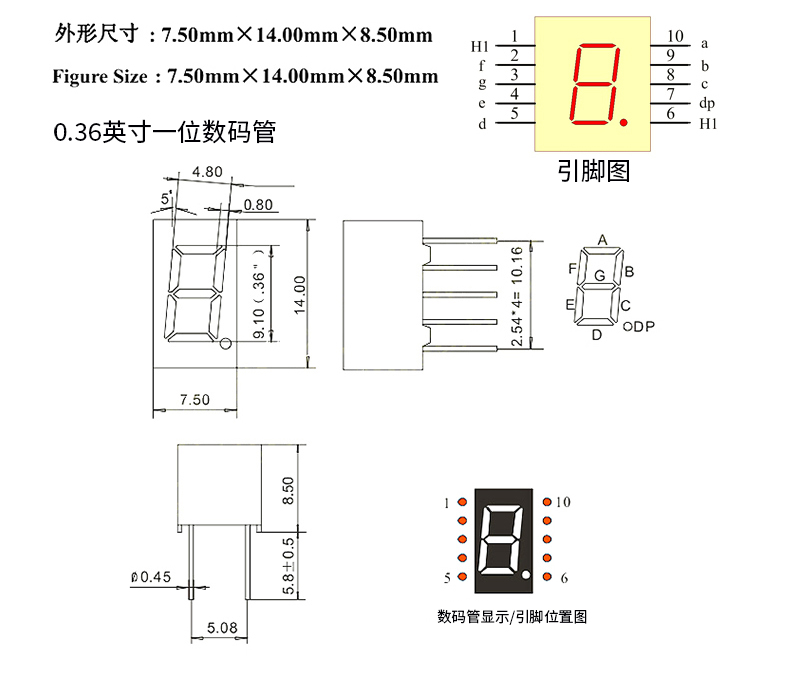 外形尺寸 : 7.50mm×14.00mm×8.50mm
Figure Size : 7.50mm×14.00mm×8.50mm
0.36英寸一位数码管
H1 1 10 a
f 2 9 b
g 3 8 c
e 4 7 dp
d 5 6 H1
引脚图
4.80
5°
0.80
9.10 ( .36" )
14.00
7.50
2.54*4= 10.16
A
F B
G
E C
D
DP
8.50
5.8±0.5
Ø0.45
5.08
1 10
5 6
数码管显示/引脚位置图